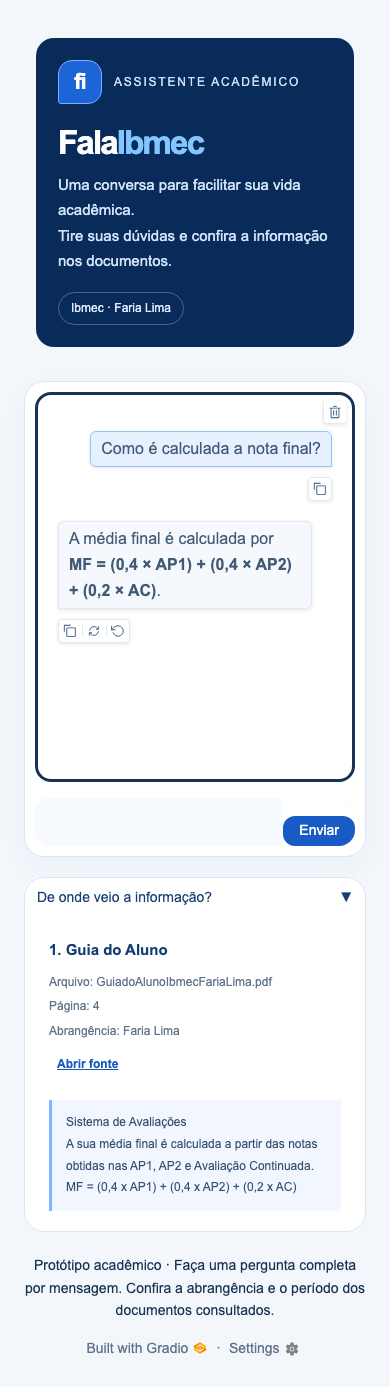 fi
ASSISTENTE ACADÊMICO
FalaIbmec
Uma conversa para facilitar sua vida
acadêmica.
Tire suas dúvidas e confira a informação
nos documentos.
Ibmec · Faria Lima
Como é calculada a nota final?
A média final é calculada por
MF = (0,4 × AP1) + (0,4 × AP2)
+ (0,2 × AC).
Enviar
De onde veio a informação? ▼
1. Guia do Aluno
Arquivo: GuiadoAlunoIbmecFariaLima.pdf
Página: 4
Abrangência: Faria Lima
Abrir fonte
Sistema de Avaliações
A sua média final é calculada a partir das notas
obtidas nas AP1, AP2 e Avaliação Continuada.
MF = (0,4 x AP1) + (0,4 x AP2) + (0,2 x AC)
Protótipo acadêmico · Faça uma pergunta completa
por mensagem. Confira a abrangência e o período dos
documentos consultados.
Built with Gradio · Settings